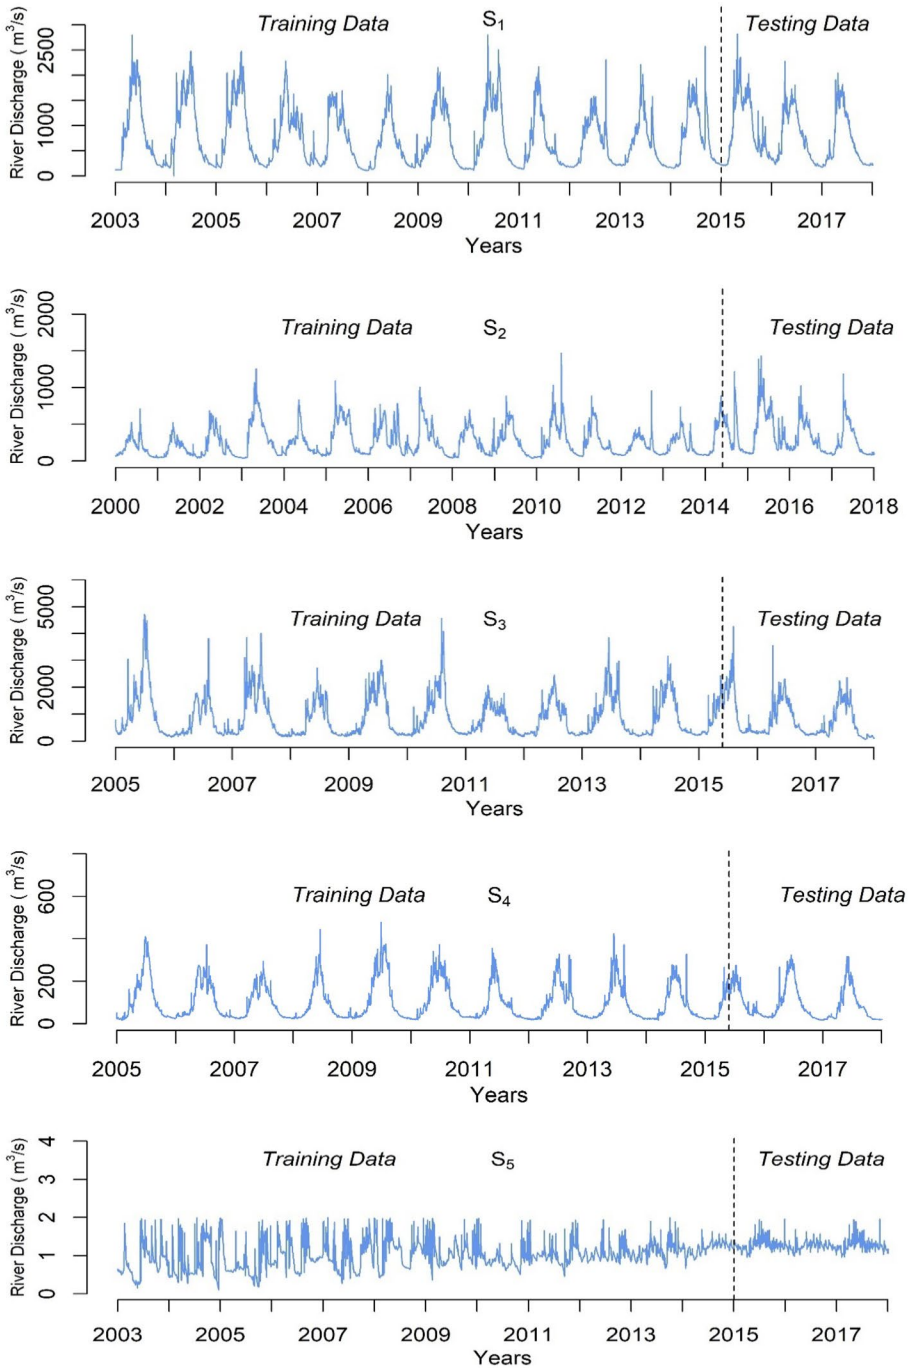 Training Data S₁ Testing Data
River Discharge ( m³/s)
2500
1000
0
2003 2005 2007 2009 2011 2013 2015 2017
Years
Training Data S₂ Testing Data
River Discharge ( m³/s)
2000
1000
0
2000 2002 2004 2006 2008 2010 2012 2014 2016 2018
Years
Training Data S₃ Testing Data
River Discharge ( m³/s)
5000
2000
0
2005 2007 2009 2011 2013 2015 2017
Years
Training Data S₄ Testing Data
River Discharge ( m³/s)
600
200
0
2005 2007 2009 2011 2013 2015 2017
Years
Training Data S₅ Testing Data
River Discharge ( m³/s)
4
3
2
1
0
2003 2005 2007 2009 2011 2013 2015 2017
Years